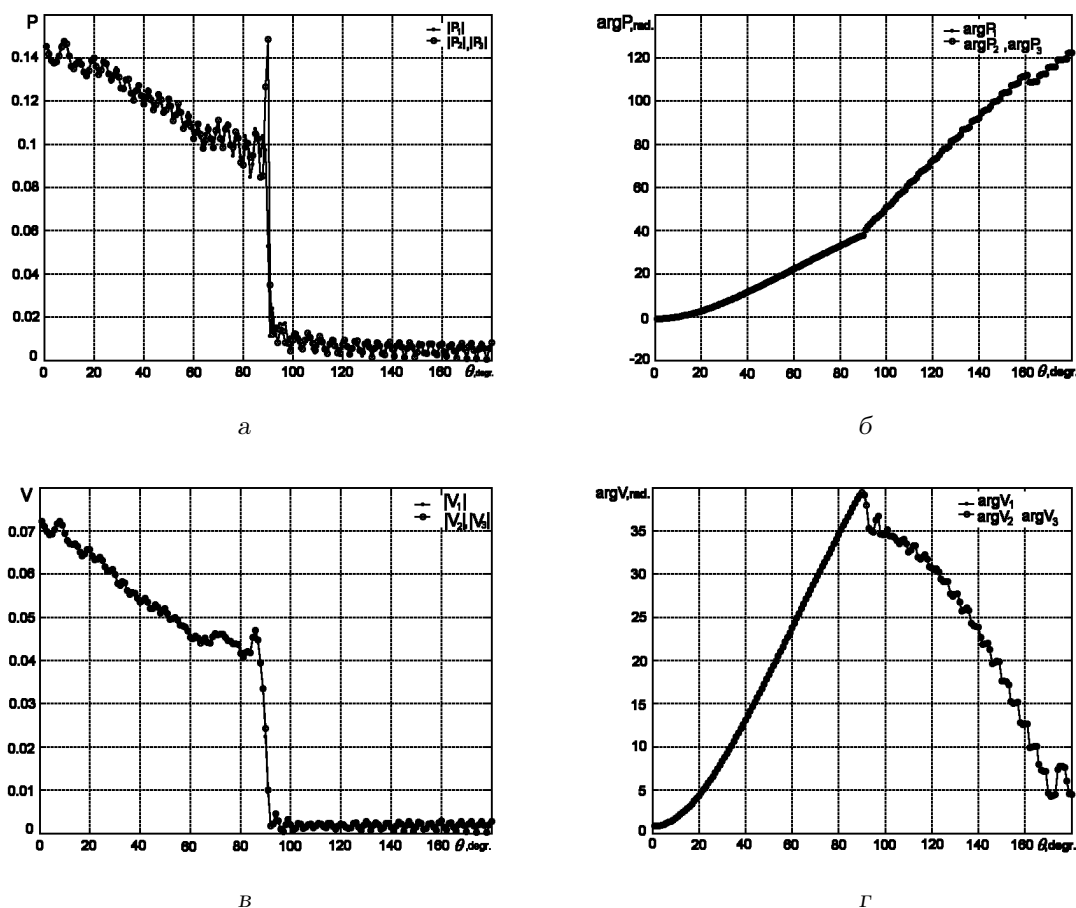 P
|P₁|
|P₂|,|P₃|
0.14
0.12
0.1
0.08
0.06
0.04
0.02
0
0 20 40 60 80 100 120 140 160 θ,degr.
а
argP,rad.
argP₁
argP₂ ,argP₃
120
100
80
60
40
20
0
-20
0 20 40 60 80 100 120 140 160 θ,degr.
б
V
|V₁|
|V₂|,|V₃|
0.07
0.06
0.05
0.04
0.03
0.02
0.01
0
0 20 40 60 80 100 120 140 160 θ,degr.
в
argV,rad.
argV₁
argV₂ argV₃
35
30
25
20
15
10
5
0
0 20 40 60 80 100 120 140 160 θ,degr.
г